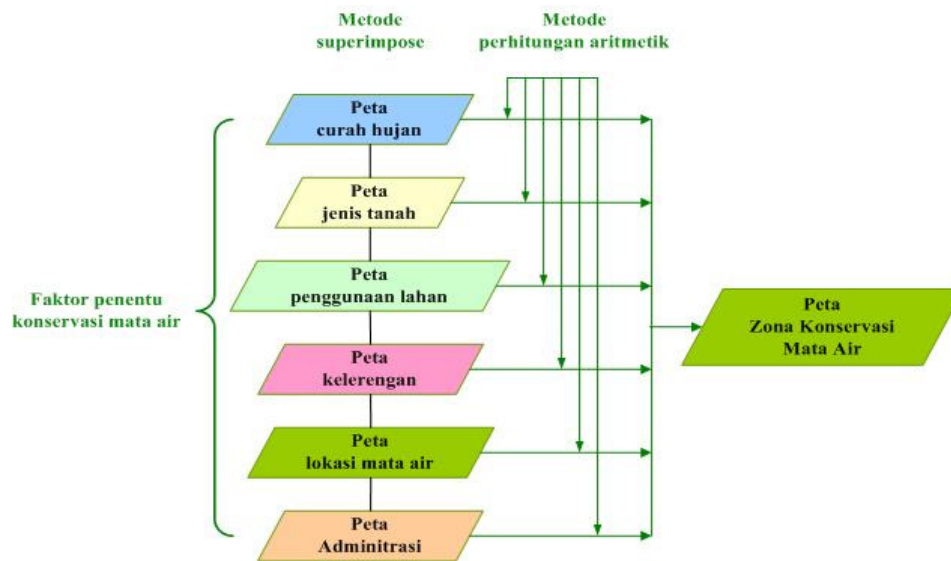 Metode
superimpose
Metode
perhitungan aritmetik
Peta
curah hujan
Peta
jenis tanah
Peta
penggunaan lahan
Faktor penentu
konservasi mata air
Peta
Zona Konservasi
Mata Air
Peta
kelerengan
Peta
lokasi mata air
Peta
Adminitrasi